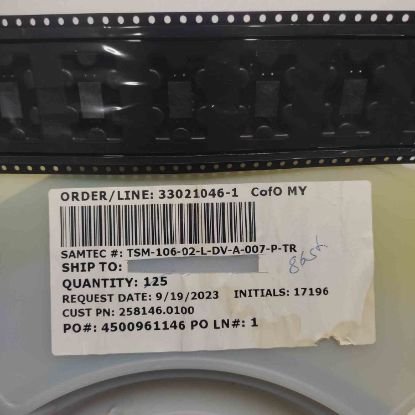 ORDER/LINE: 33021046-1 CofO MY
SAMTEC #: TSM-106-02-L-DV-A-007-P-TR
SHIP TO:
QUANTITY: 125
REQUEST DATE: 9/19/2023 INITIALS: 17196
CUST PN: 258146.0100
PO#: 4500961146 PO LN#: 1